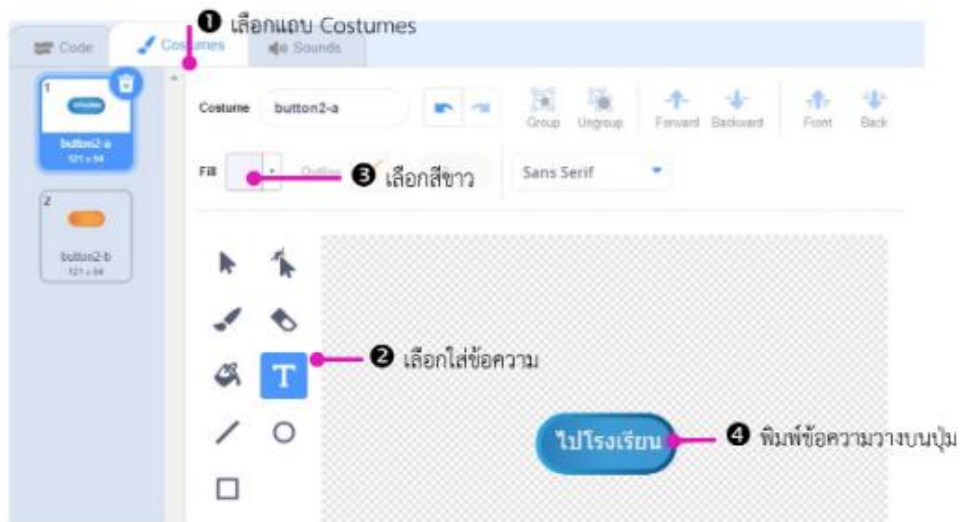 ❶ เลือกแถบ Costumes
Code Costumes Sounds
1
button2-a
121 x 54
2
button2-b
121 x 54
Costume button2-a Group Ungroup Forward Backward Front Back
Fill Outline ❸ เลือกสีขาว Sans Serif
❷ เลือกใส่ข้อความ
T
ไปโรงเรียน ❹ พิมพ์ข้อความวางบนปุ่ม